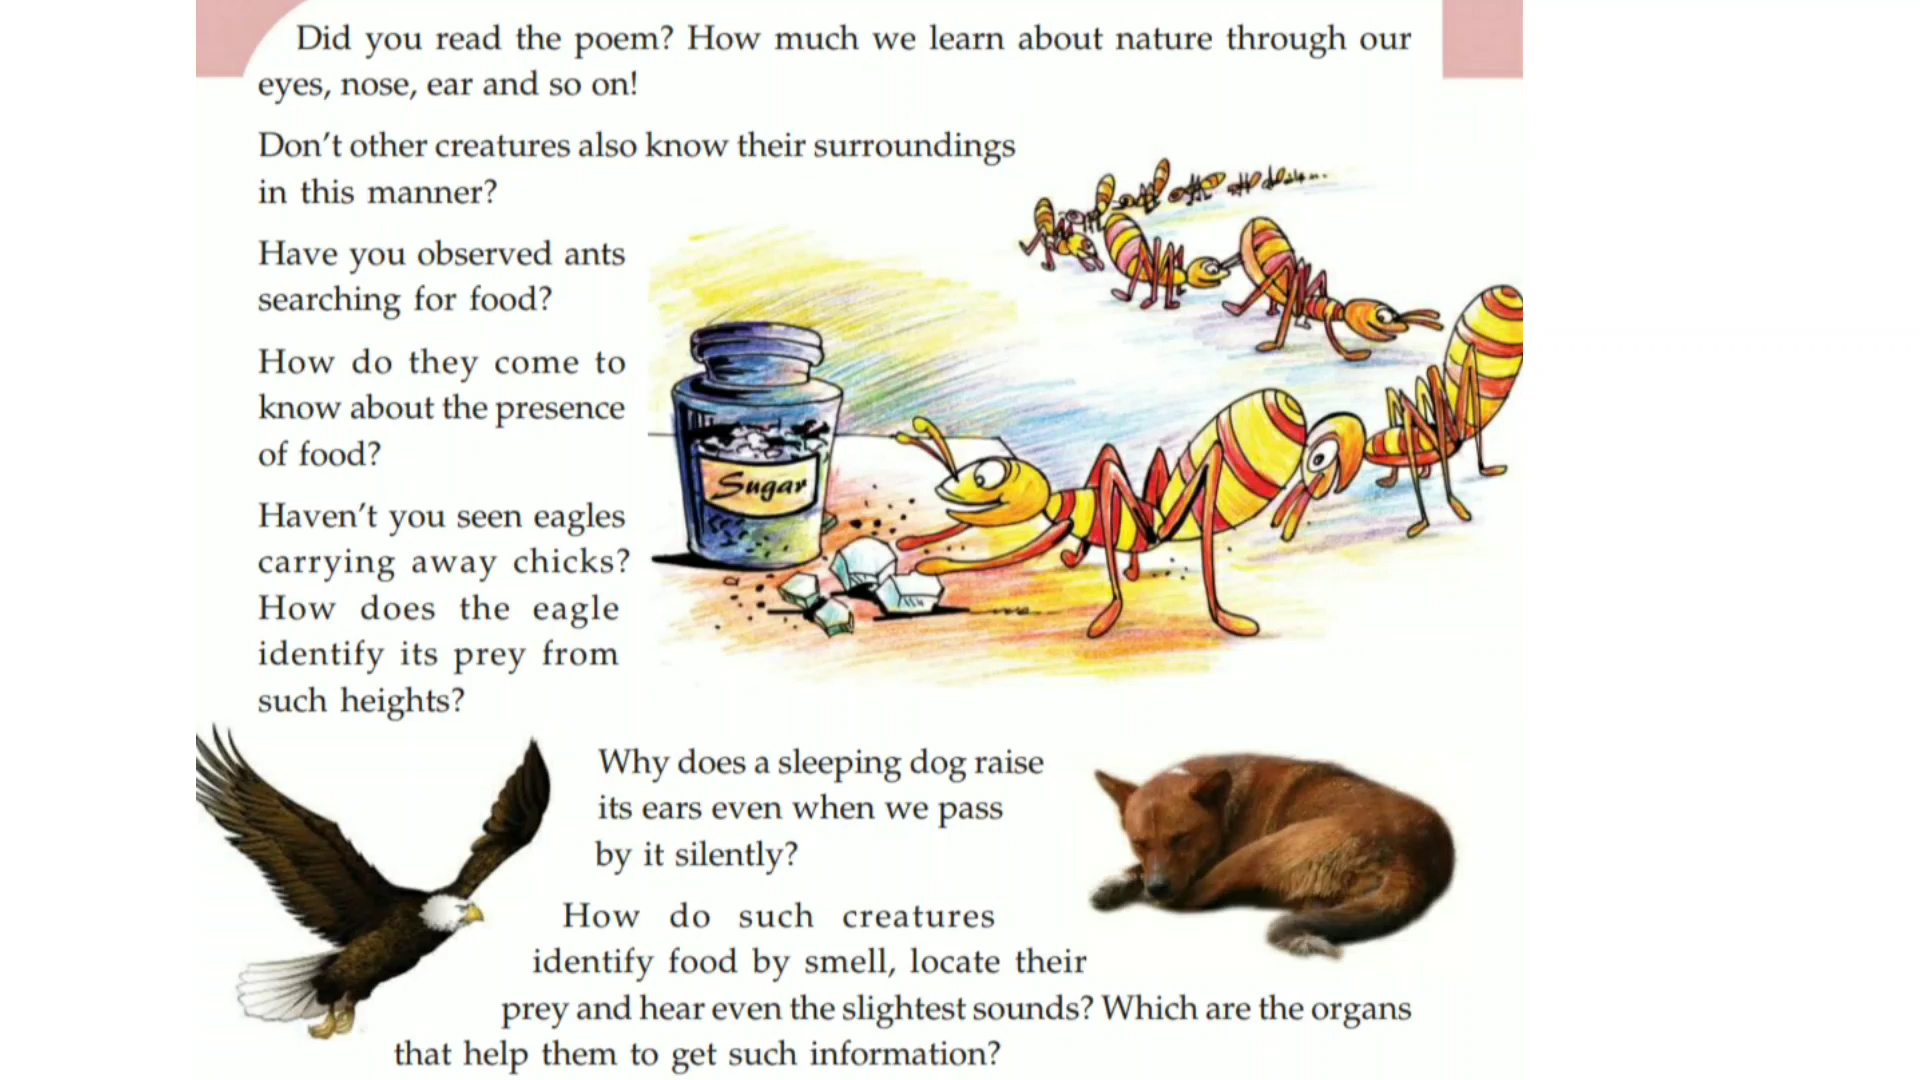 Did you read the poem? How much we learn about nature through our
eyes, nose, ear and so on!
Don't other creatures also know their surroundings
in this manner?
Have you observed ants
searching for food?
How do they come to
know about the presence
of food?
Haven't you seen eagles
carrying away chicks?
How does the eagle
identify its prey from
such heights?
Sugar
Why does a sleeping dog raise
its ears even when we pass
by it silently?
How do such creatures
identify food by smell, locate their
prey and hear even the slightest sounds? Which are the organs
that help them to get such information?